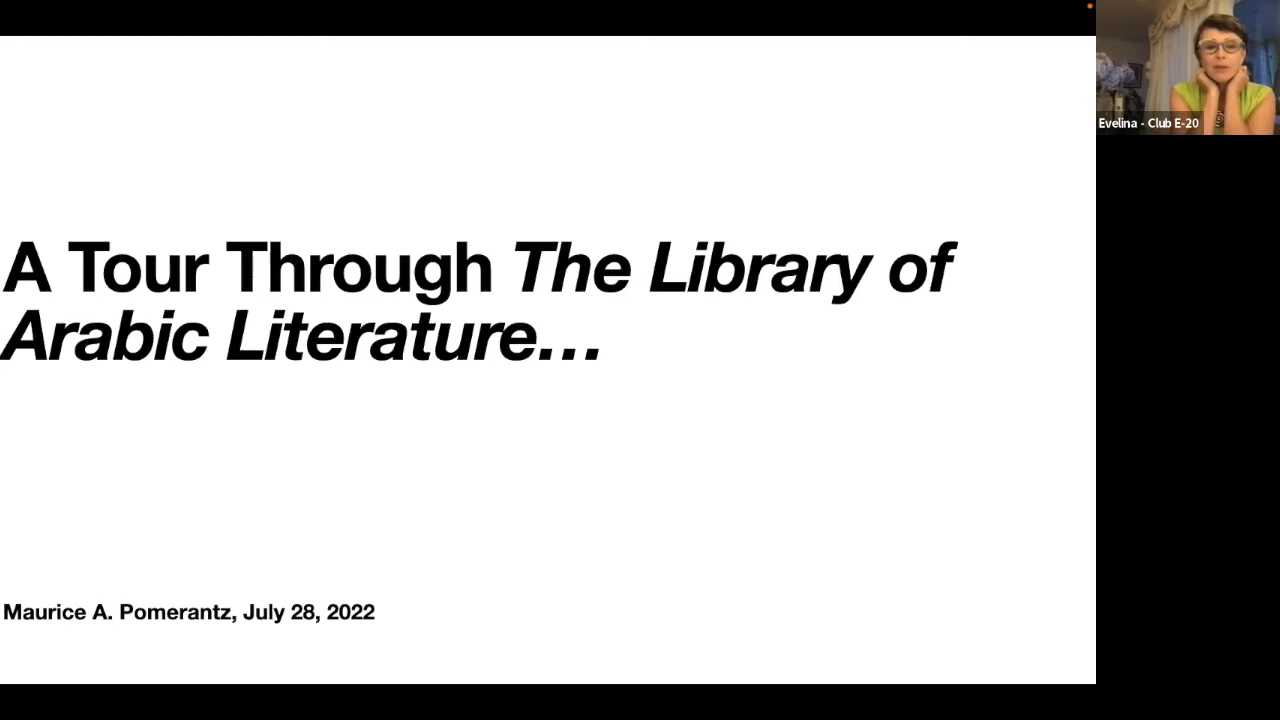 A Tour Through The Library of
Arabic Literature…
Maurice A. Pomerantz, July 28, 2022
Evelina - Club E-20